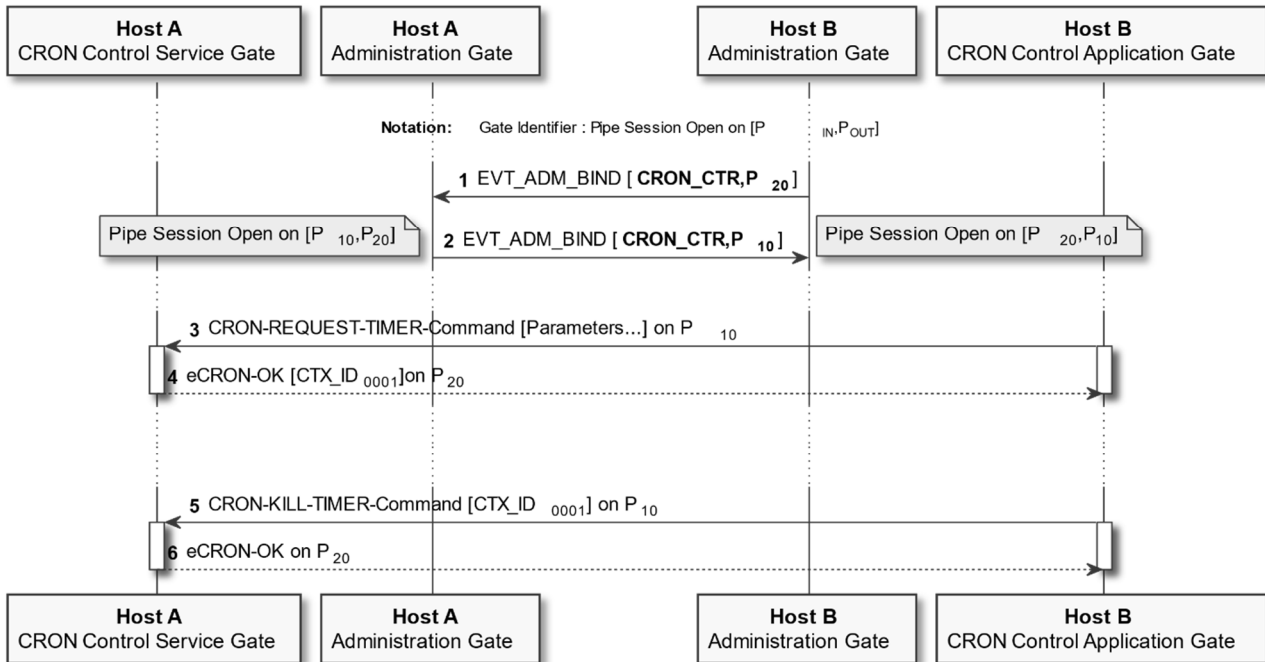 Host A
CRON Control Service Gate
Host A
Administration Gate
Host B
Administration Gate
Host B
CRON Control Application Gate
Notation: Gate Identifier : Pipe Session Open on [P IN,POUT]
1 EVT_ADM_BIND [ CRON_CTR,P 20 ]
Pipe Session Open on [P 10,P20]
2 EVT_ADM_BIND [ CRON_CTR,P 10 ]
Pipe Session Open on [P 20,P10]
3 CRON-REQUEST-TIMER-Command [Parameters...] on P 10
4 eCRON-OK [CTX_ID 0001]on P20
5 CRON-KILL-TIMER-Command [CTX_ID 0001] on P10
6 eCRON-OK on P20
Host A
CRON Control Service Gate
Host A
Administration Gate
Host B
Administration Gate
Host B
CRON Control Application Gate